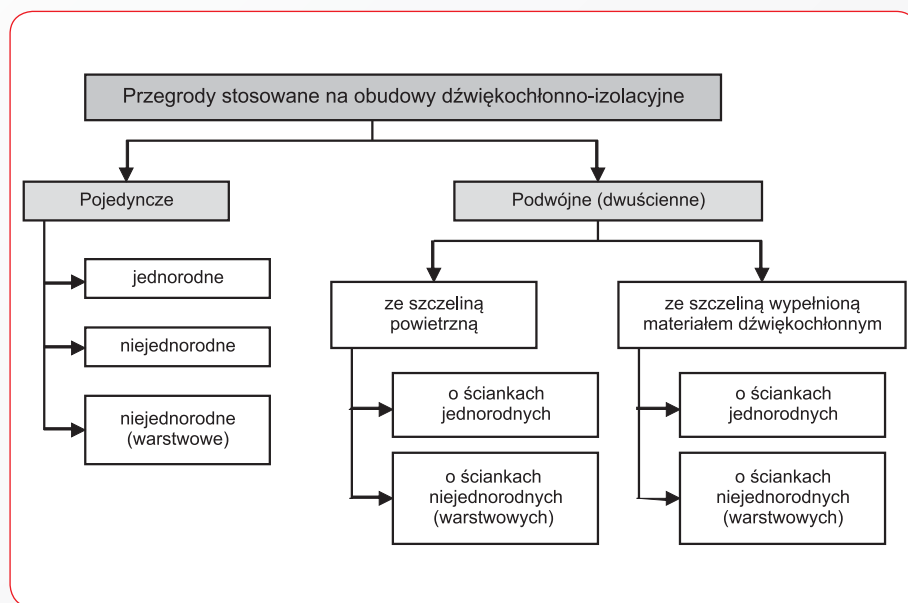 Przegrody stosowane na obudowy dźwiękochłonno-izolacyjne
Pojedyncze
jednorodne
niejednorodne
niejednorodne
(warstwowe)
Podwójne (dwuścienne)
ze szczeliną
powietrzną
o ściankach
jednorodnych
o ściankach
niejednorodnych
(warstwowych)
ze szczeliną wypełnioną
materiałem dźwiękochłonnym
o ściankach
jednorodnych
o ściankach
niejednorodnych
(warstwowych)